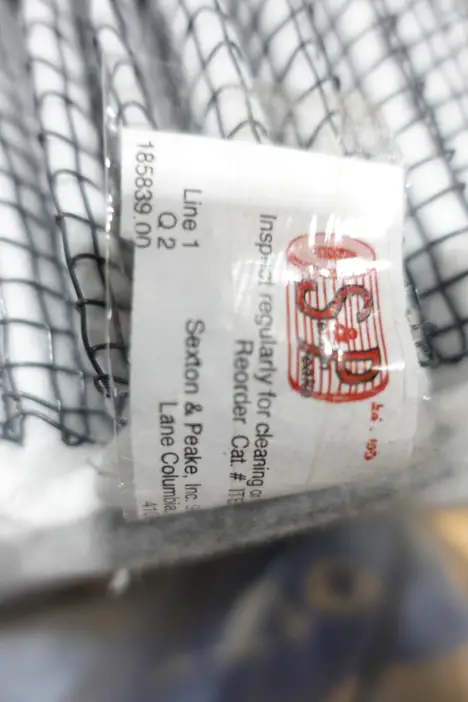 S&P
Inspect regularly for cleaning
Reorder Cat. #
Line 1
Q 2
Sexton & Peake, Inc.
Lane Columbia
185839.00